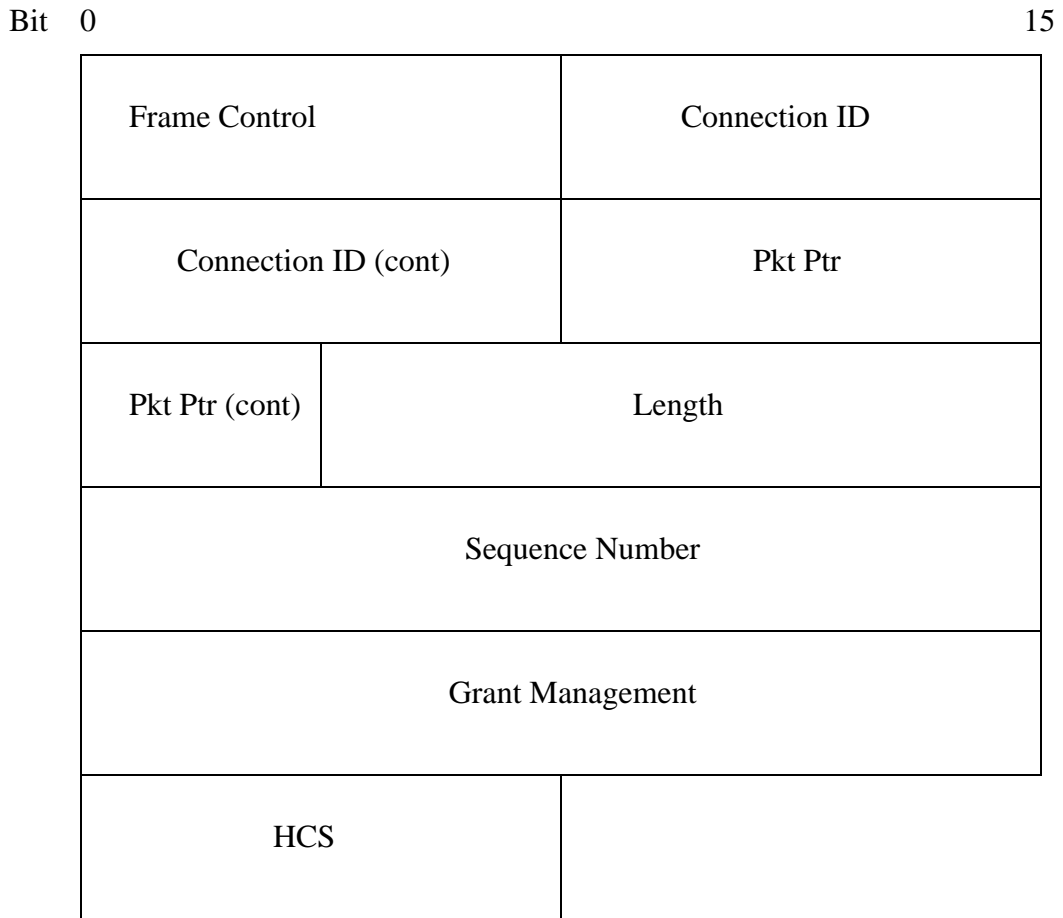 Bit 0 15
Frame Control Connection ID
Connection ID (cont) Pkt Ptr
Pkt Ptr (cont) Length
Sequence Number
Grant Management
HCS